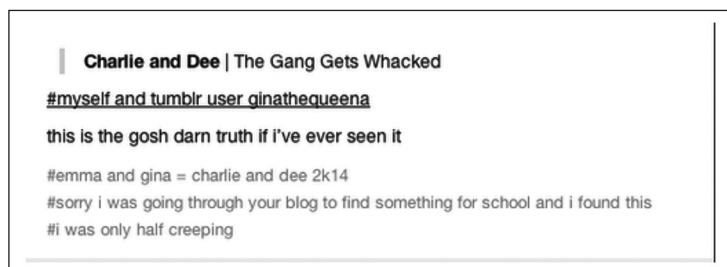 Charlie and Dee | The Gang Gets Whacked
#myself and tumblr user ginathequeena
this is the gosh darn truth if i've ever seen it
#emma and gina = charlie and dee 2k14
#sorry i was going through your blog to find something for school and i found this
#i was only half creeping